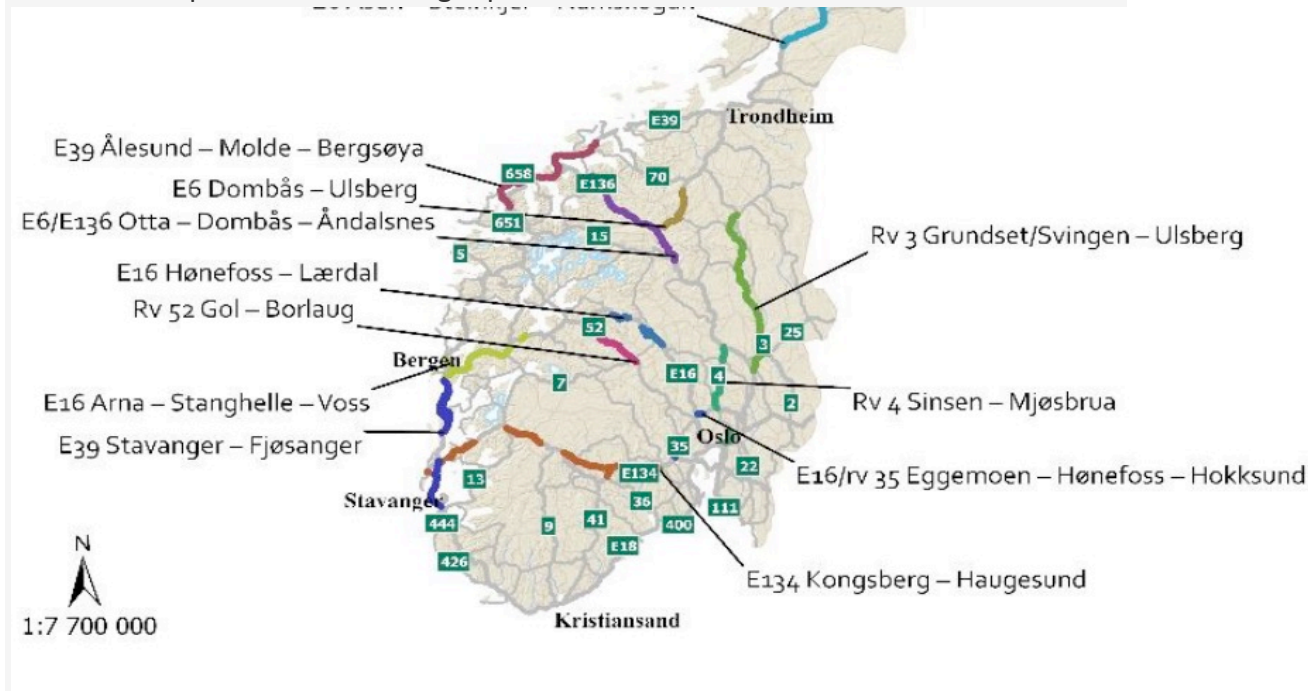 Trondheim
E39
E39 Ålesund – Molde – Bergsøya
658
E136
70
E6 Dombås – Ulsberg
651
E6/E136 Otta – Dombås – Åndalsnes
15
Rv 3 Grundset/Svingen – Ulsberg
5
E16 Hønefoss – Lærdal
Rv 52 Gol – Borlaug
52
25
3
Bergen
E16
4
7
E16 Arna – Stanghelle – Voss
2
Rv 4 Sinsen – Mjøsbrua
E39 Stavanger – Fjøsanger
35
Oslo
22
E134
13
E16/rv 35 Eggemoen – Hønefoss – Hokksund
Stavanger
36
111
444
9
41
400
E18
N
426
E134 Kongsberg – Haugesund
Kristiansand
1:7 700 000